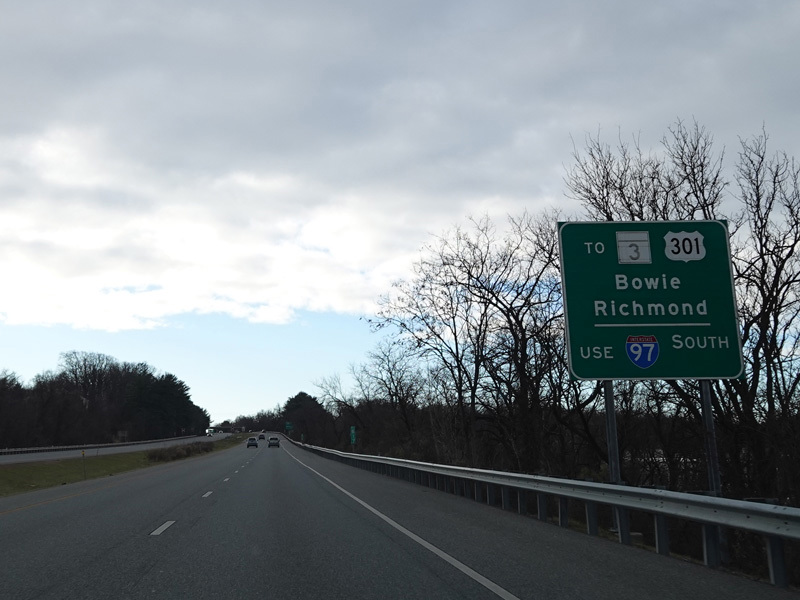 TO 3 301
Bowie
Richmond
USE INTERSTATE 97 SOUTH